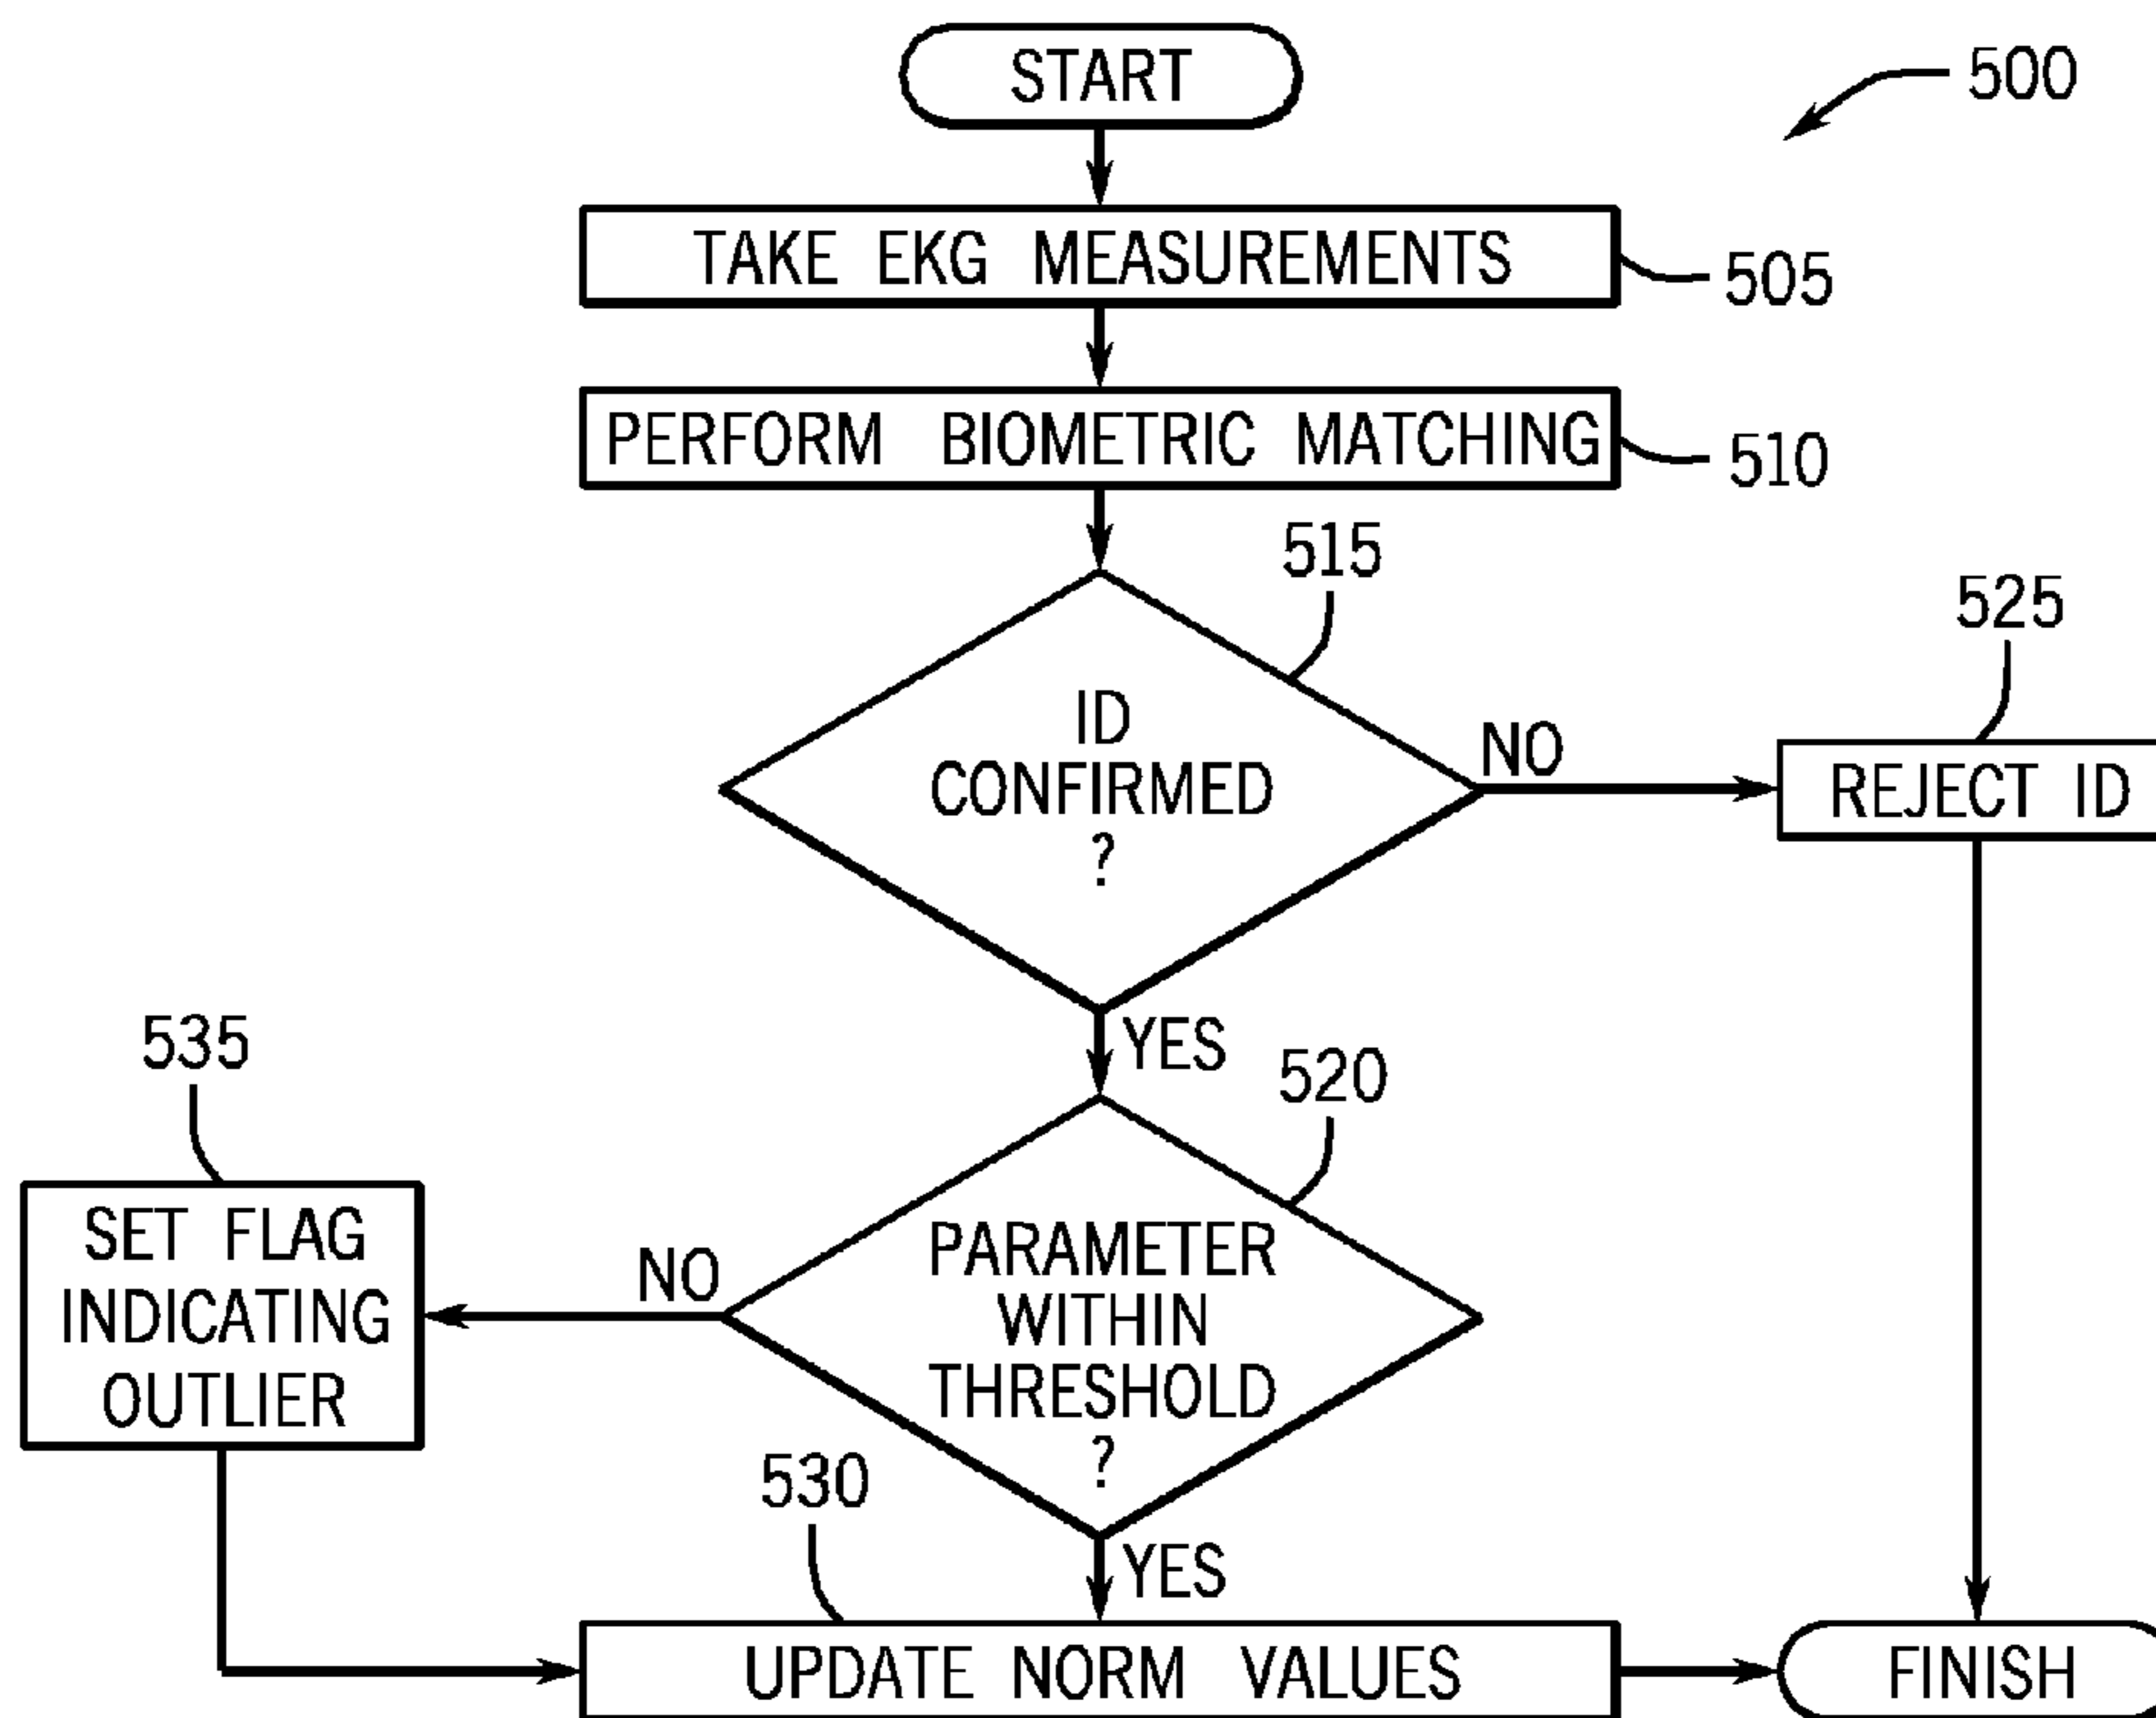 START
500
TAKE EKG MEASUREMENTS
505
PERFORM BIOMETRIC MATCHING
510
515
ID
CONFIRMED
?
NO
525
REJECT ID
YES
520
535
PARAMETER
WITHIN
THRESHOLD
?
NO
SET FLAG
INDICATING
OUTLIER
530
YES
UPDATE NORM VALUES
FINISH